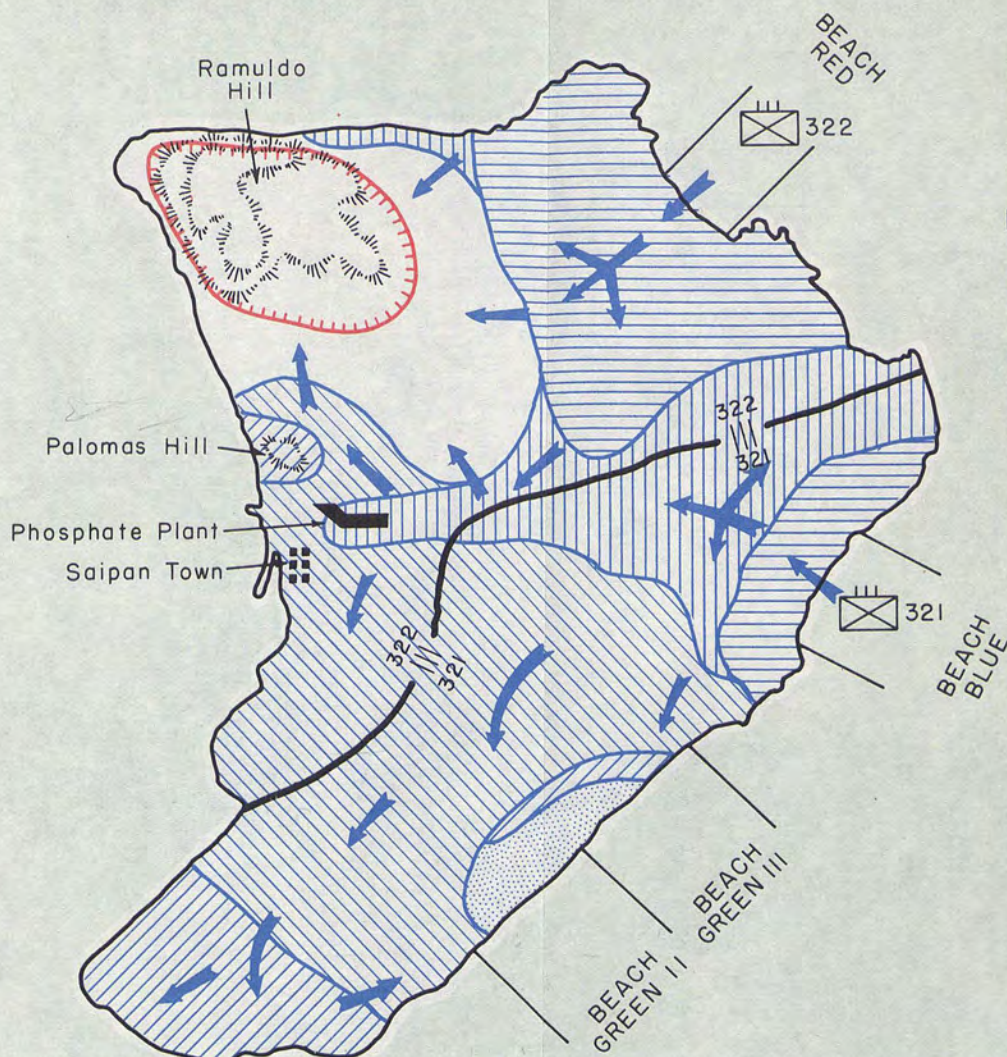 Ramuldo
Hill
BEACH
RED
322
Palomas Hill
322
321
Phosphate Plant
Saipan Town
321
322
321
BEACH
BLUE
BEACH
GREEN III
BEACH
GREEN II